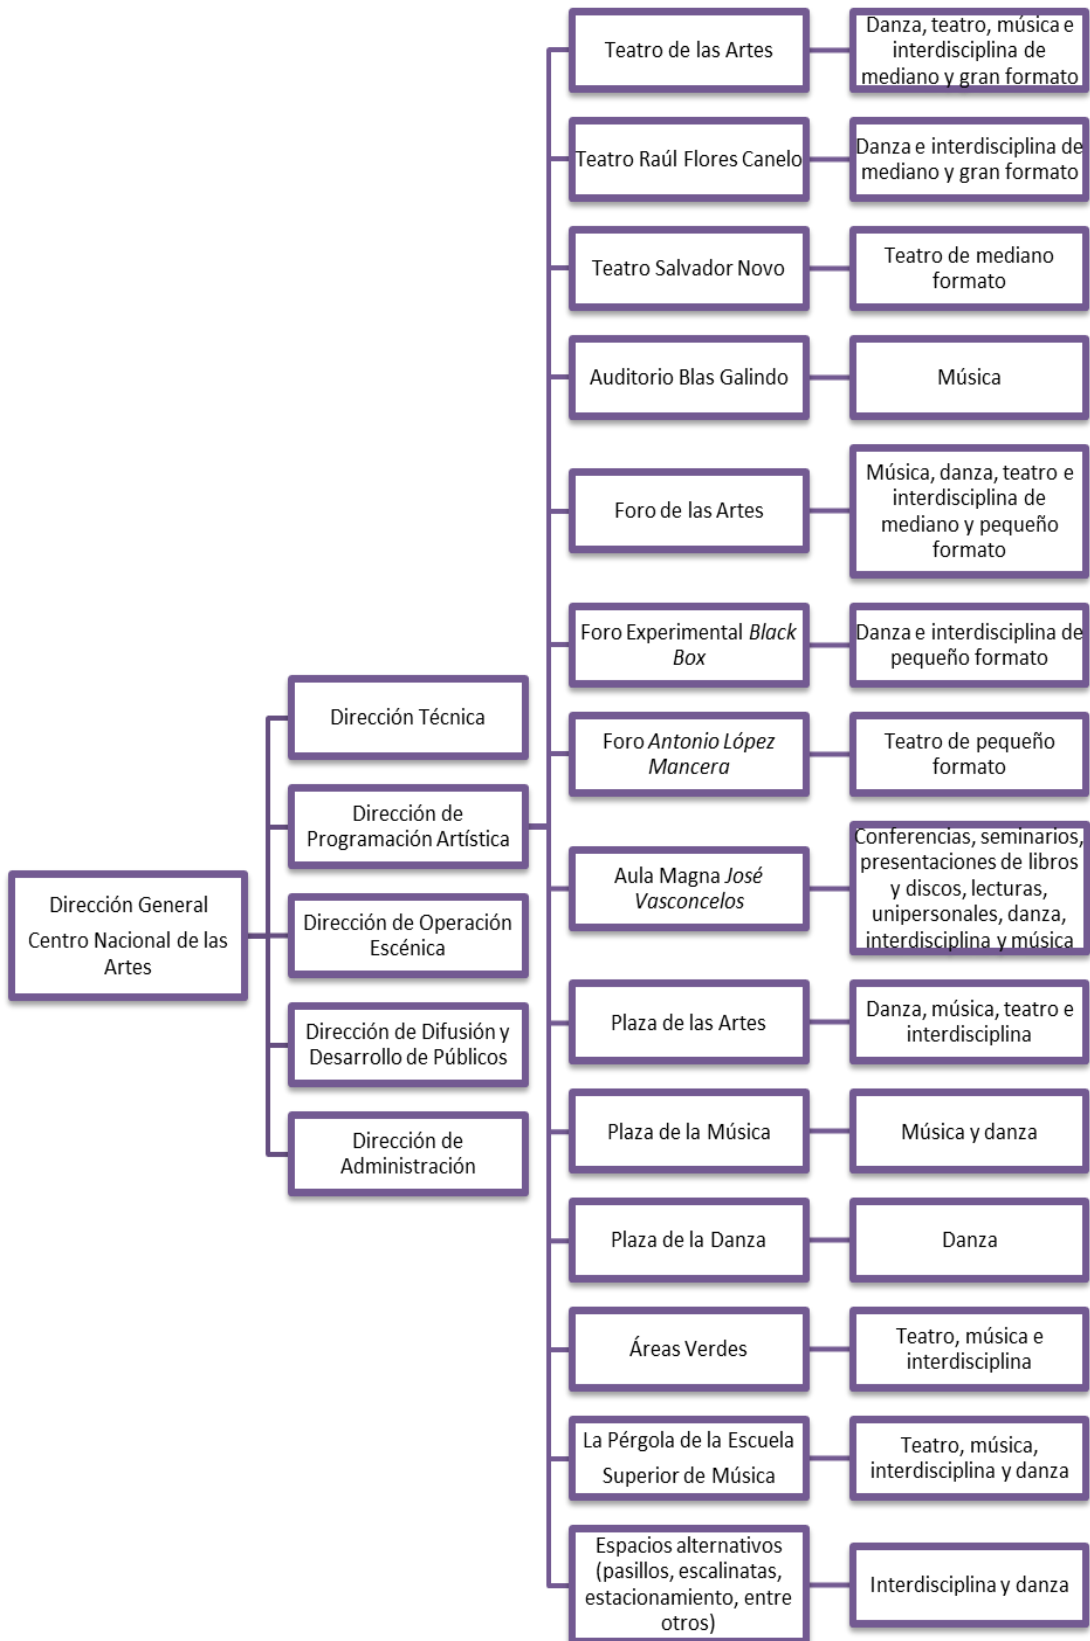 Dirección General
Centro Nacional de las
Artes
Dirección Técnica
Dirección de
Programación Artística
Dirección de Operación
Escénica
Dirección de Difusión y
Desarrollo de Públicos
Dirección de
Administración
Teatro de las Artes
Danza, teatro, música e
interdisciplina de
mediano y gran formato
Teatro Raúl Flores Canelo
Danza e interdisciplina de
mediano y gran formato
Teatro Salvador Novo
Teatro de mediano
formato
Auditorio Blas Galindo
Música
Foro de las Artes
Música, danza, teatro e
interdisciplina de
mediano y pequeño
formato
Foro Experimental Black
Box
Danza e interdisciplina de
pequeño formato
Foro Antonio López
Mancera
Teatro de pequeño
formato
Aula Magna José
Vasconcelos
Conferencias, seminarios,
presentaciones de libros
y discos, lecturas,
unipersonales, danza,
interdisciplina y música
Plaza de las Artes
Danza, música, teatro e
interdisciplina
Plaza de la Música
Música y danza
Plaza de la Danza
Danza
Áreas Verdes
Teatro, música e
interdisciplina
La Pérgola de la Escuela
Superior de Música
Teatro, música,
interdisciplina y danza
Espacios alternativos
(pasillos, escalinatas,
estacionamiento, entre
otros)
Interdisciplina y danza